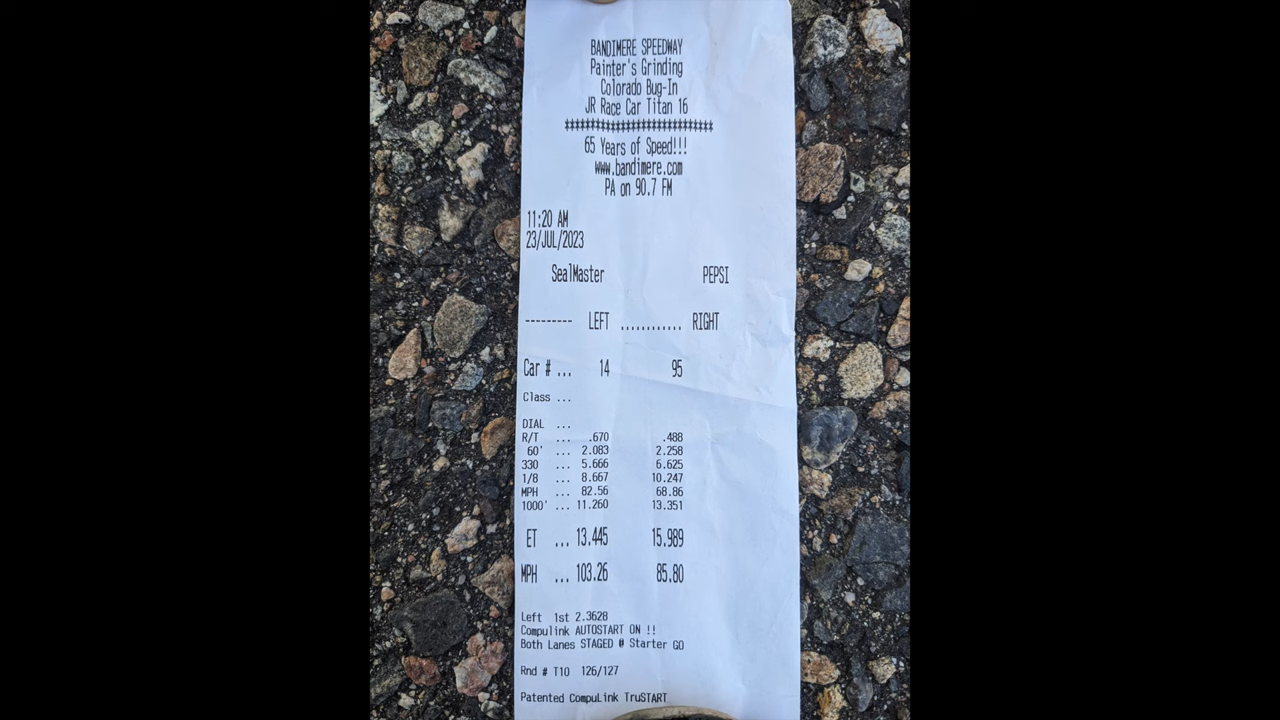 BANDIMERE SPEEDWAY
Painter's Grinding
Colorado Bug-In
JR Race Car Titan 16
‡‡‡‡‡‡‡‡‡‡‡‡‡‡‡‡‡‡‡‡‡‡‡‡‡‡
65 Years of Speed!!!
www.bandimere.com
PA on 90.7 FM
11:20 AM
23/JUL/2023
SealMaster PEPSI
--------- LEFT ............ RIGHT
Car # ... 14 95
Class ...
DIAL ...
R/T ... .670 .488
60' ... 2.083 2.258
330 ... 5.666 6.625
1/8 ... 8.667 10.247
MPH ... 82.56 68.86
1000' ... 11.260 13.351
ET ... 13.445 15.989
MPH ... 103.26 85.80
Left 1st 2.3628
Compulink AUTOSTART ON !!
Both Lanes STAGED @ Starter GO
Rnd # T10 126/127
Patented CompuLink TruSTART